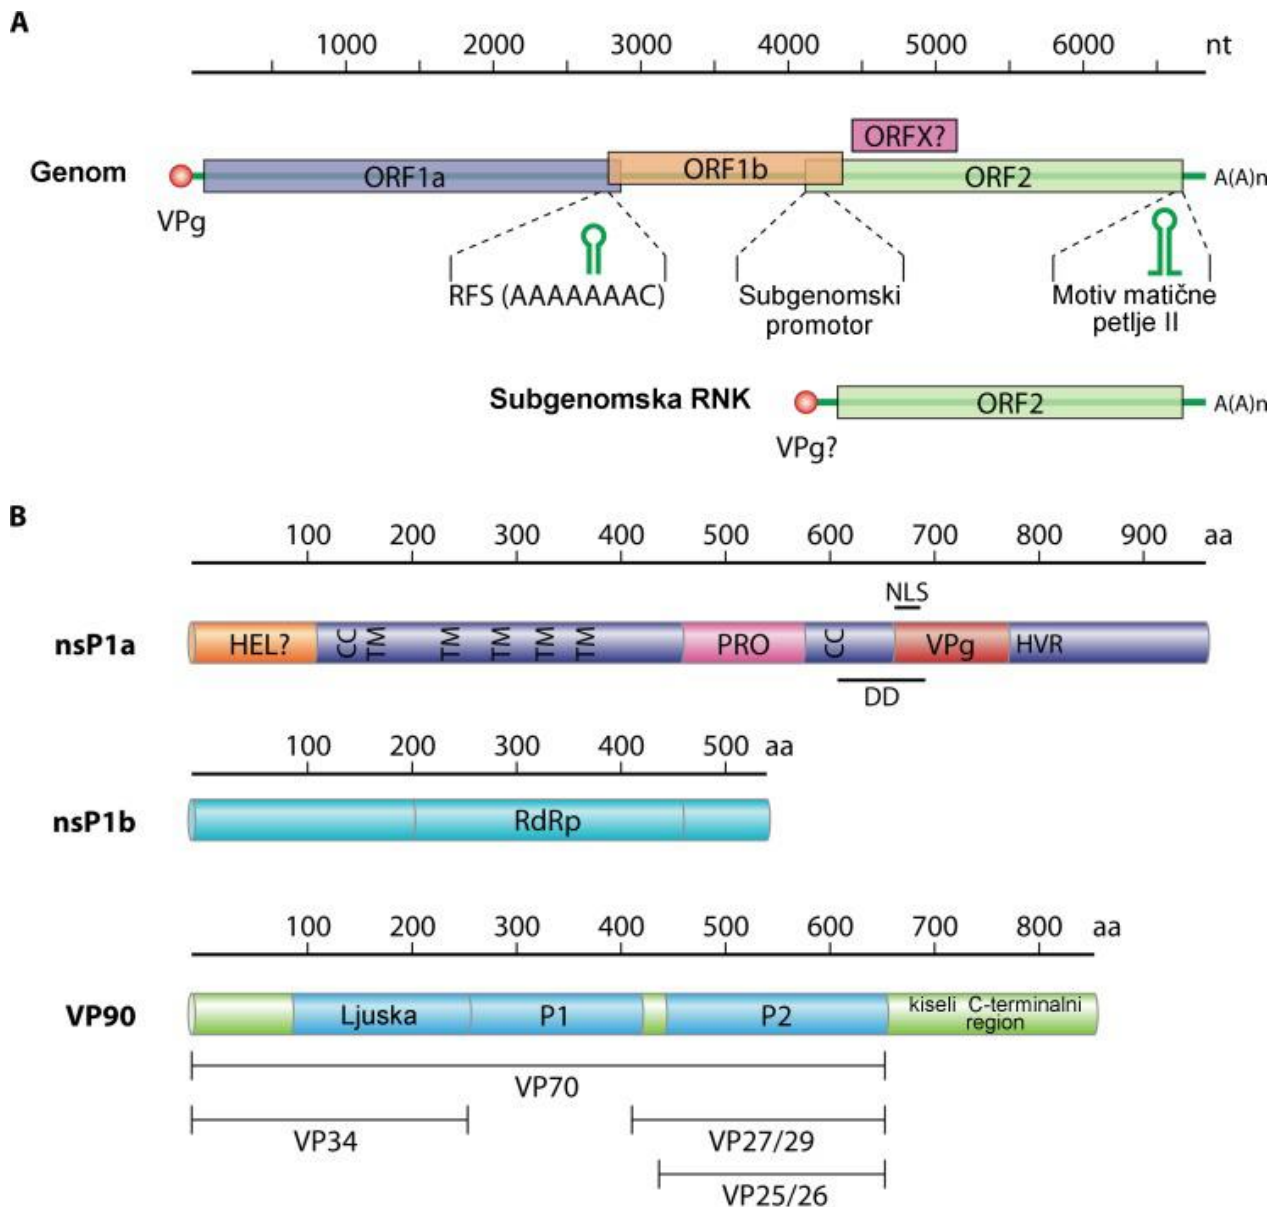 A
1000 2000 3000 4000 5000 6000 nt
ORFX?
Genom ORF1a ORF1b ORF2 A(A)n
VPg
RFS (AAAAAAAC) Subgenomski Motiv matične
promotor petlje II
Subgenomska RNK ORF2 A(A)n
VPg?
B
100 200 300 400 500 600 700 800 900 aa
NLS
nsP1a HEL? CC TM TM TM TM TM PRO CC VPg HVR
DD
100 200 300 400 500 aa
nsP1b RdRp
100 200 300 400 500 600 700 800 aa
VP90 Ljuska P1 P2 kiseli C-terminalni
region
VP70
VP34 VP27/29
VP25/26